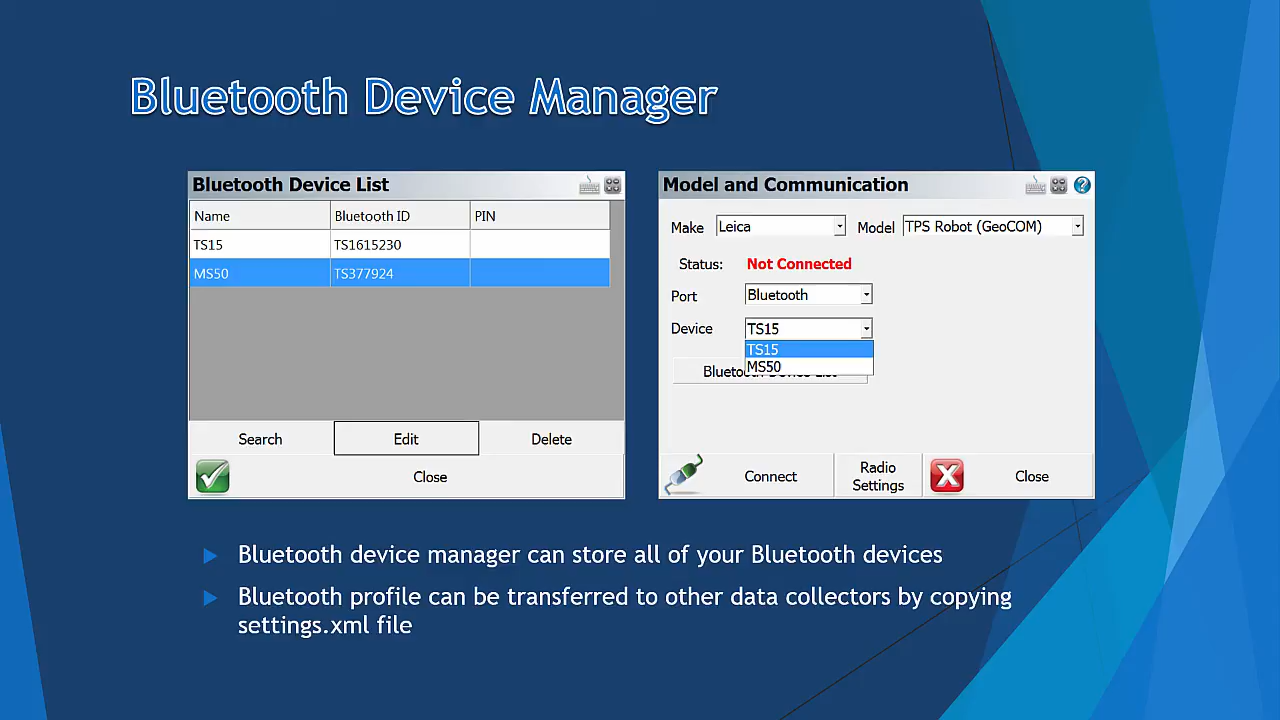 Bluetooth Device Manager
Bluetooth Device List
Name Bluetooth ID PIN
TS15 TS1615230
MS50 TS377924
Search Edit Delete
Close
Model and Communication
Make Leica Model TPS Robot (GeoCOM)
Status: Not Connected
Port Bluetooth
Device TS15
TS15
MS50
Connect Radio Settings Close
Bluetooth device manager can store all of your Bluetooth devices
Bluetooth profile can be transferred to other data collectors by copying
settings.xml file